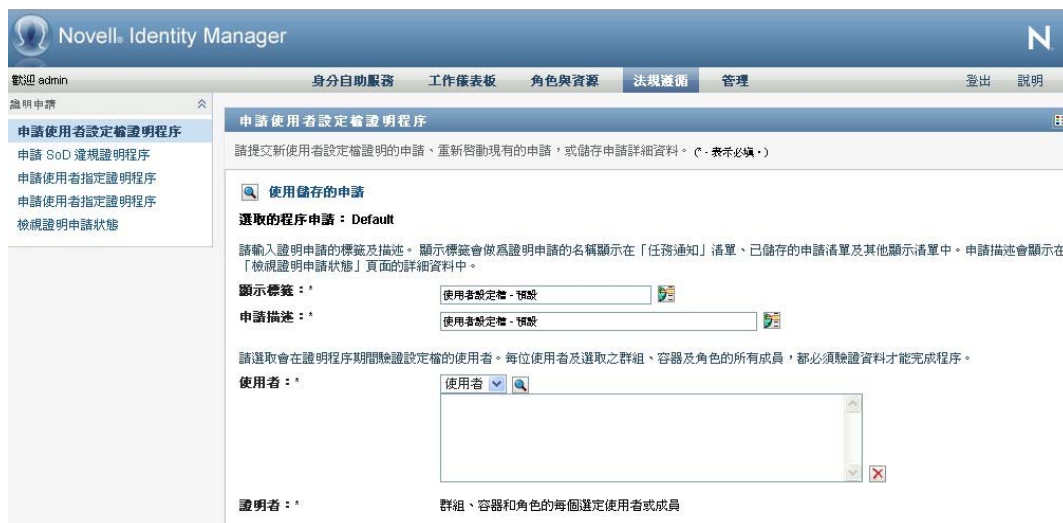 Novell® Identity Manager
N
歡迎 admin
身分自助服務 工作儀表板 角色與資源 法規遵循 管理 登出 說明
證明申請
申請使用者設定檔證明程序
申請 SoD 違規證明程序
申請使用者指定證明程序
申請使用者指定證明程序
檢視證明申請狀態
申請使用者設定檔證明程序
請提交新使用者設定檔證明的申請、重新啟動現有的申請，或儲存申請詳細資料。(* - 表示必填。)
使用儲存的申請
選取的程序申請：Default
請輸入證明申請的標籤及描述。顯示標籤會做為證明申請的名稱顯示在「任務通知」清單、已儲存的申請清單及其他顯示清單中。申請描述會顯示在
「檢視證明申請狀態」頁面的詳細資料中。
顯示標籤：* 使用者設定檔 - 預設
申請描述：* 使用者設定檔 - 預設
請選取會在證明程序期間驗證設定檔的使用者。每位使用者及選取之群組、容器及角色的所有成員，都必須驗證資料才能完成程序。
使用者：* 使用者
證明者：* 群組、容器和角色的每個選定使用者或成員